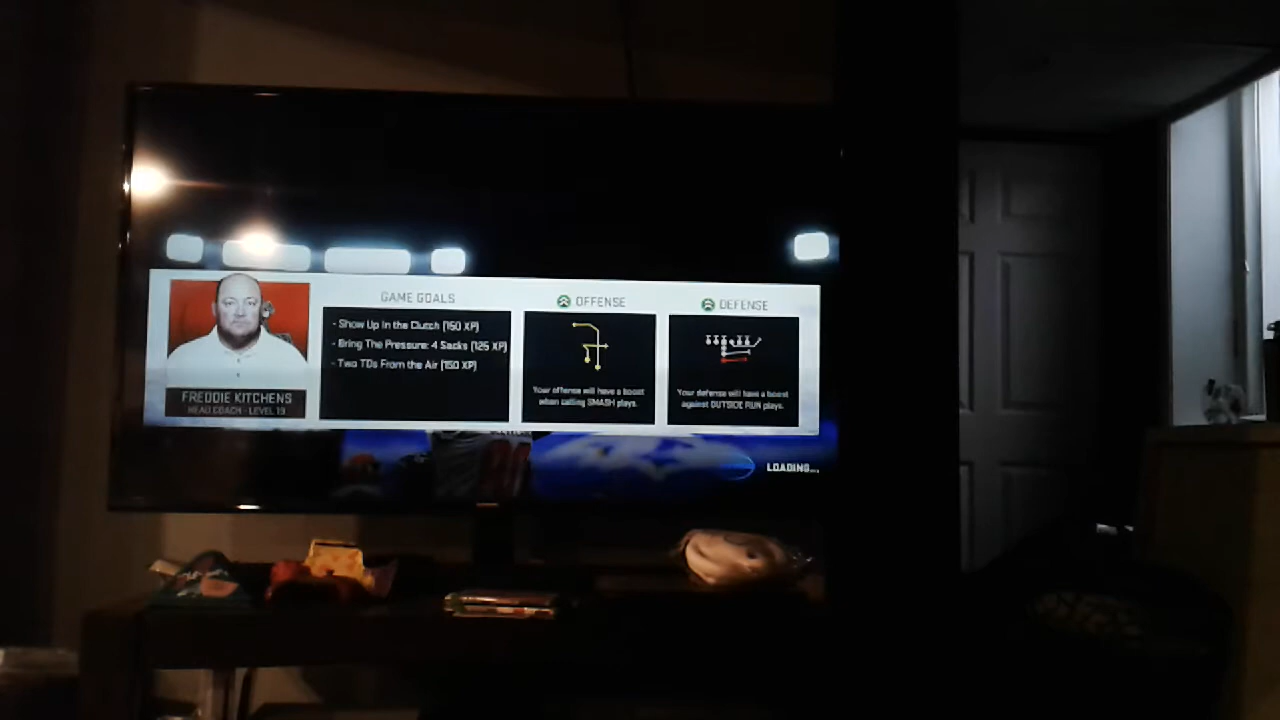 GAME GOALS
- Show Up In the Clutch (150 XP)
- Bring The Pressure: 4 Sacks (125 XP)
- Two TDs From the Air (150 XP)
OFFENSE
Your offense will have a boost
when calling SMASH plays.
DEFENSE
Your defense will have a boost
against OUTSIDE RUN plays.
FREDDIE KITCHENS
HEAD COACH - LEVEL 19
LOADING...